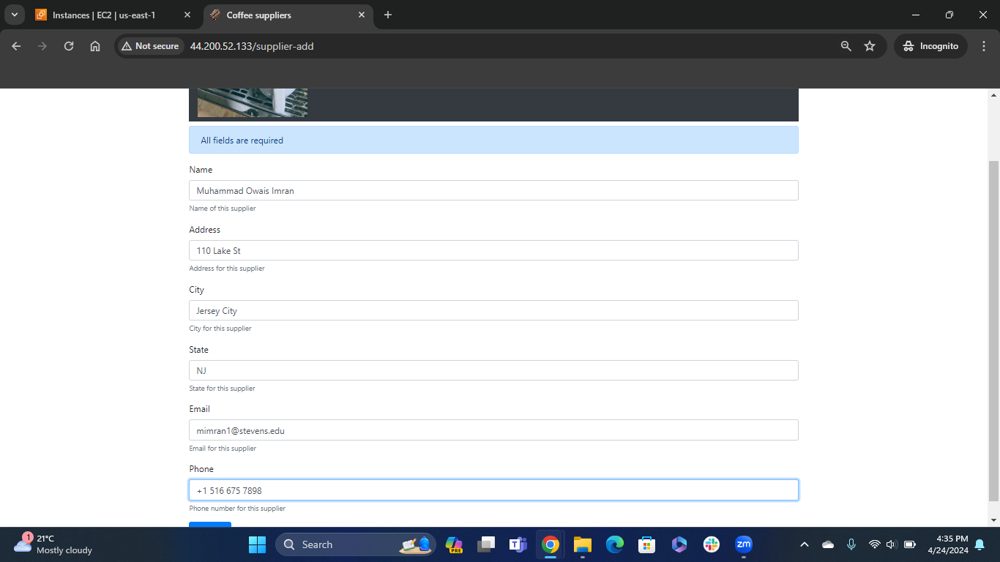 Instances | EC2 | us-east-1
Coffee suppliers
Not secure
44.200.52.133/supplier-add
Incognito
All fields are required
Name
Muhammad Owais Imran
Name of this supplier
Address
110 Lake St
Address for this supplier
City
Jersey City
City for this supplier
State
NJ
State for this supplier
Email
mimran1@stevens.edu
Email for this supplier
Phone
+1 516 675 7898
Phone number for this supplier
1
21°C
Mostly cloudy
Search
PRE
zm
4:35 PM
4/24/2024